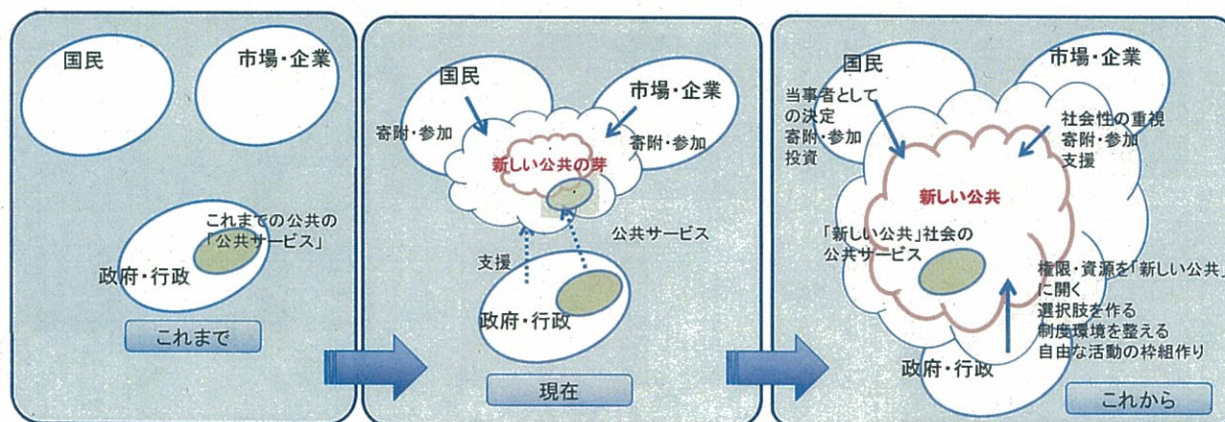 国民
市場・企業
これまでの公共の
「公共サービス」
政府・行政
これまで
国民
市場・企業
寄附・参加
寄附・参加
新しい公共の芽
公共サービス
支援
政府・行政
現在
国民
市場・企業
当事者として
の決定
寄附・参加
投資
社会性の重視
寄附・参加
支援
新しい公共
「新しい公共」社会の
公共サービス
権限・資源を「新しい公共」
に開く
選択肢を作る
制度環境を整える
自由な活動の枠組作り
政府・行政
これから